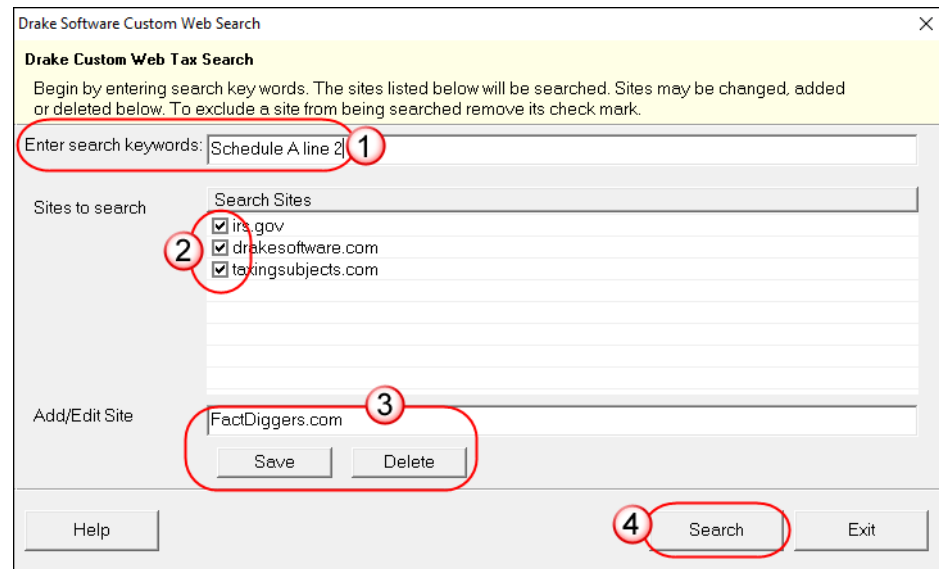 Drake Software Custom Web Search
Drake Custom Web Tax Search
Begin by entering search key words. The sites listed below will be searched. Sites may be changed, added
or deleted below. To exclude a site from being searched remove its check mark.
Enter search keywords: Schedule A line 2 1
Sites to search
Search Sites
2
irs.gov
drakesoftware.com
taxingsubjects.com
3
Add/Edit Site FactDiggers.com
Save Delete
Help 4 Search Exit